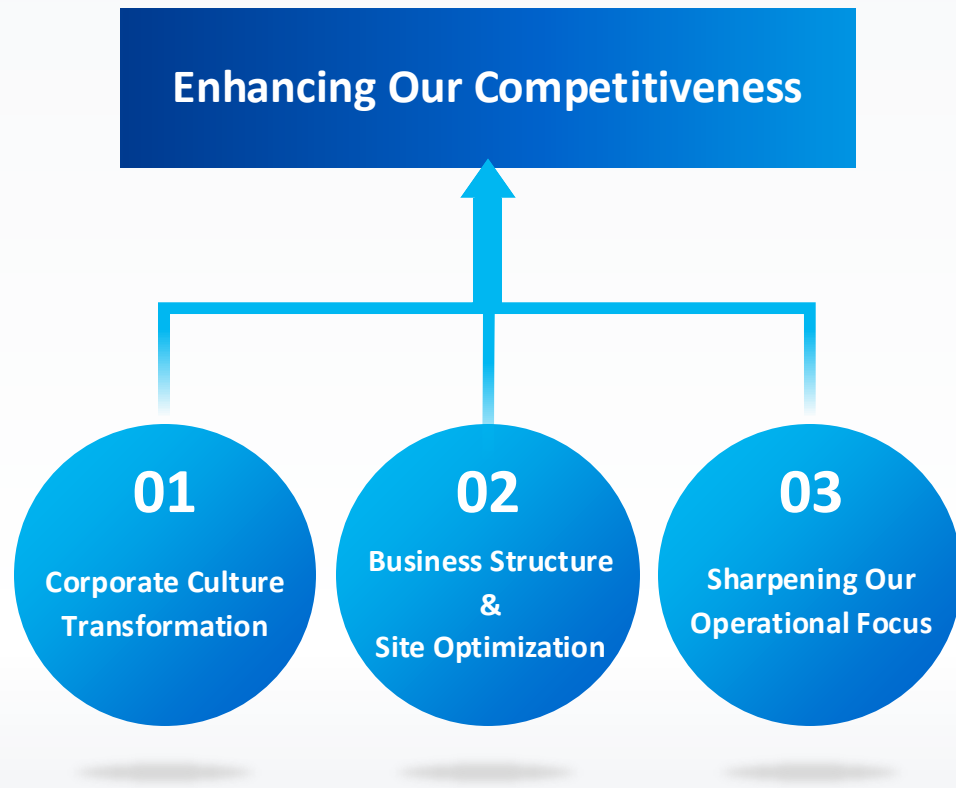 Enhancing Our Competitiveness
01
Corporate Culture
Transformation
02
Business Structure
&
Site Optimization
03
Sharpening Our
Operational Focus